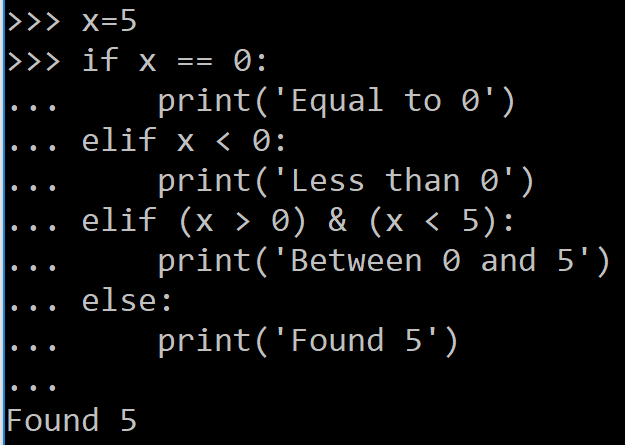 >>> x=5
>>> if x == 0:
...     print('Equal to 0')
... elif x < 0:
...     print('Less than 0')
... elif (x > 0) & (x < 5):
...     print('Between 0 and 5')
... else:
...     print('Found 5')
...
Found 5